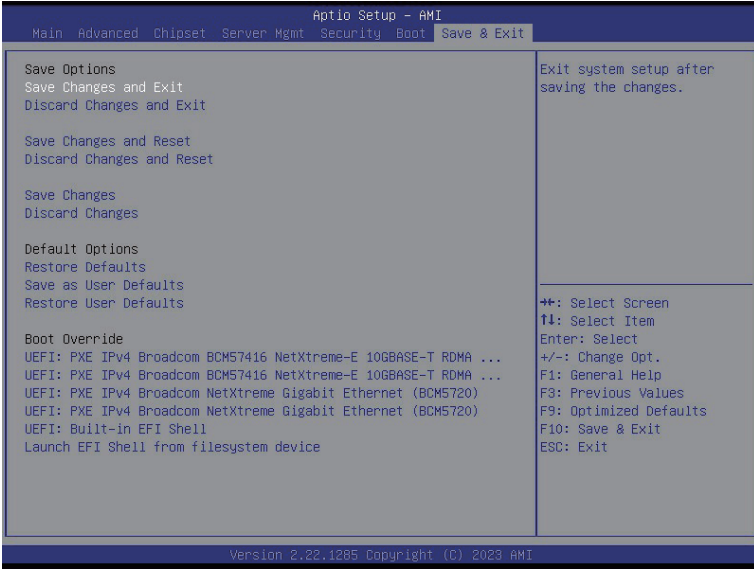 Aptio Setup - AMI
Main Advanced Chipset Server Mgmt Security Boot Save & Exit
Save Options
Save Changes and Exit
Discard Changes and Exit
Save Changes and Reset
Discard Changes and Reset
Save Changes
Discard Changes
Default Options
Restore Defaults
Save as User Defaults
Restore User Defaults
Boot Override
UEFI: PXE IPv4 Broadcom BCM57416 NetXtreme-E 10GBASE-T RDMA ...
UEFI: PXE IPv4 Broadcom BCM57416 NetXtreme-E 10GBASE-T RDMA ...
UEFI: PXE IPv4 Broadcom NetXtreme Gigabit Ethernet (BCM5720)
UEFI: PXE IPv4 Broadcom NetXtreme Gigabit Ethernet (BCM5720)
UEFI: Built-in EFI Shell
Launch EFI Shell from filesystem device
Exit system setup after
saving the changes.
→←: Select Screen
↑↓: Select Item
Enter: Select
+/-: Change Opt.
F1: General Help
F3: Previous Values
F9: Optimized Defaults
F10: Save & Exit
ESC: Exit
Version 2.22.1285 Copyright (C) 2023 AMI